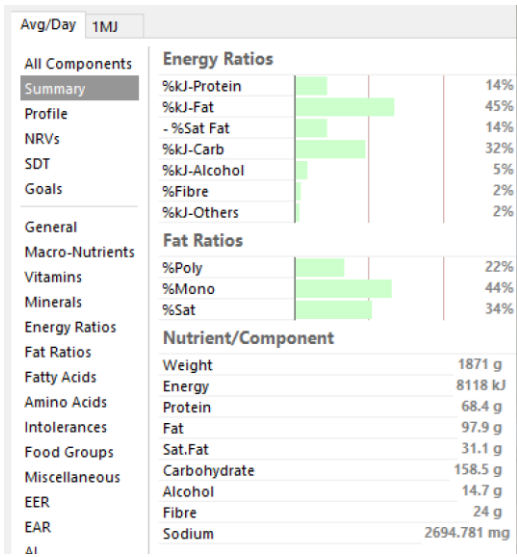 Avg/Day 1MJ
All Components
Summary
Profile
NRVs
SDT
Goals
General
Macro-Nutrients
Vitamins
Minerals
Energy Ratios
Fat Ratios
Fatty Acids
Amino Acids
Intolerances
Food Groups
Miscellaneous
EER
EAR
AI
Energy Ratios
%kJ-Protein 14%
%kJ-Fat 45%
- %Sat Fat 14%
%kJ-Carb 32%
%kJ-Alcohol 5%
%Fibre 2%
%kJ-Others 2%
Fat Ratios
%Poly 22%
%Mono 44%
%Sat 34%
Nutrient/Component
Weight 1871 g
Energy 8118 kJ
Protein 68.4 g
Fat 97.9 g
Sat.Fat 31.1 g
Carbohydrate 158.5 g
Alcohol 14.7 g
Fibre 24 g
Sodium 2694.781 mg